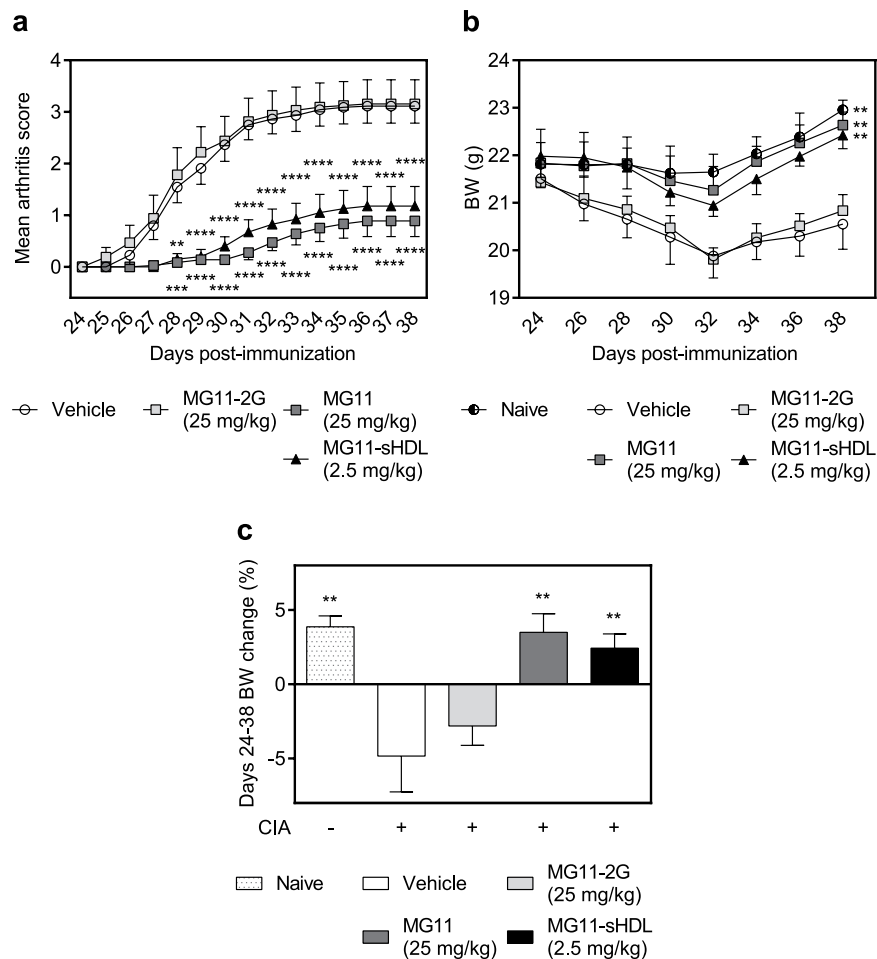 a
Mean arthritis score
4
3
2
1
0
****
****
****
****
****
****
****
****
****
****
**
***
****
****
****
****
****
****
****
****
****
****
24 25 26 27 28 29 30 31 32 33 34 35 36 37 38
Days post-immunization
Vehicle
MG11-2G
(25 mg/kg)
MG11
(25 mg/kg)
MG11-sHDL
(2.5 mg/kg)
b
BW (g)
24
23
22
21
20
19
**
**
**
24 26 28 30 32 34 36 38
Days post-immunization
Naive
Vehicle
MG11-2G
(25 mg/kg)
MG11
(25 mg/kg)
MG11-sHDL
(2.5 mg/kg)
c
Days 24-38 BW change (%)
5
0
-5
** ** **
CIA - + + + +
Naive
Vehicle
MG11-2G
(25 mg/kg)
MG11
(25 mg/kg)
MG11-sHDL
(2.5 mg/kg)